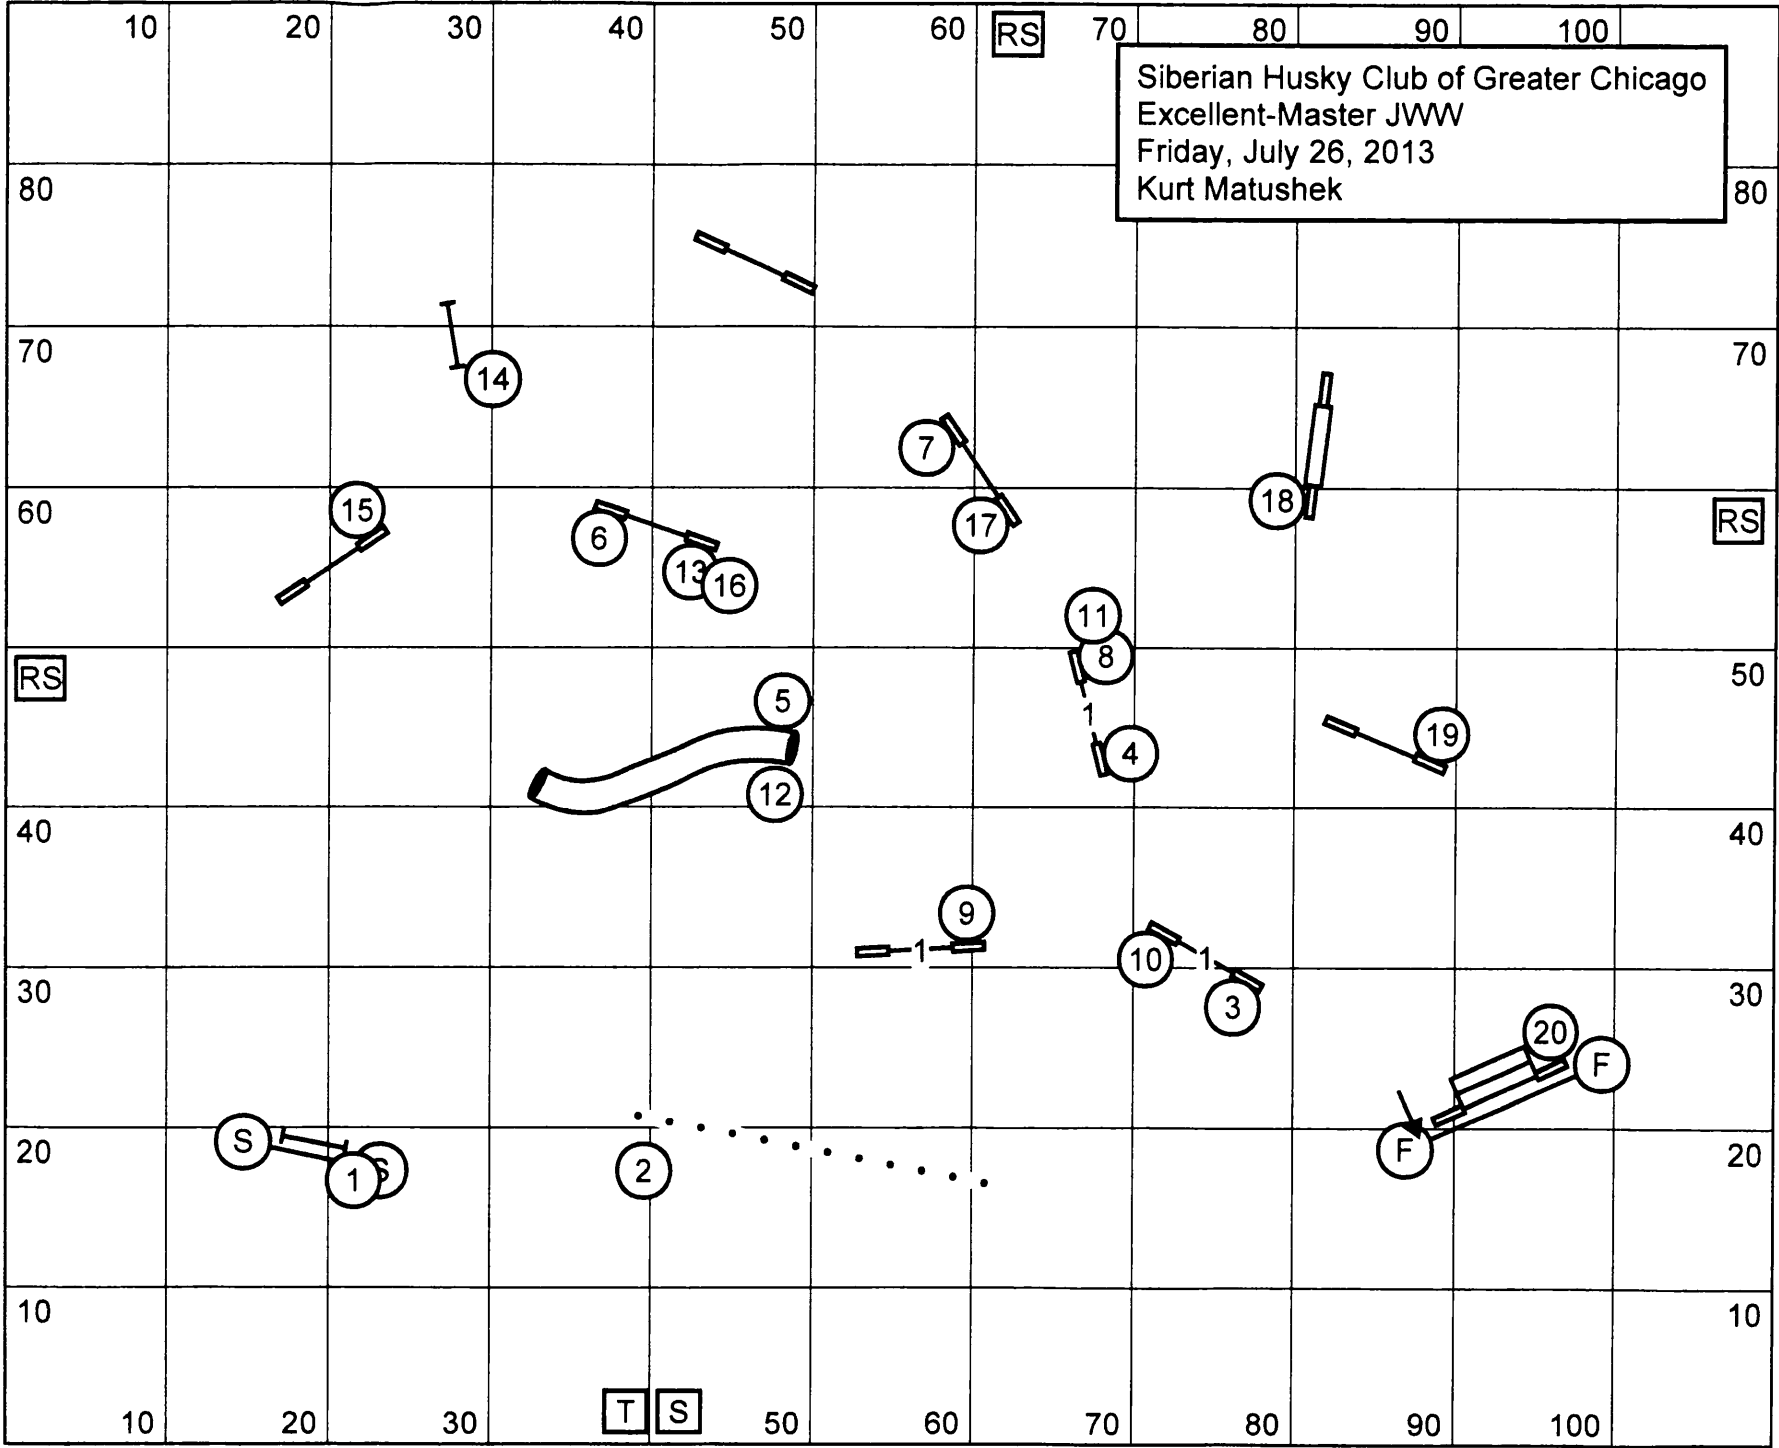 10 20 30 40 50 60 RS 70 80 90 100
Siberian Husky Club of Greater Chicago
Excellent-Master JWW
Friday, July 26, 2013
Kurt Matushek
80 80
70 70
14
7
60 15 6 17 18 RS
13 16
11
RS 8 50
5
1
4 19
12
40 40
9
1 10 1
30 3 30
20 F
S F
20 1 S 2 20
10 10
10 20 30 T S 50 60 70 80 90 100